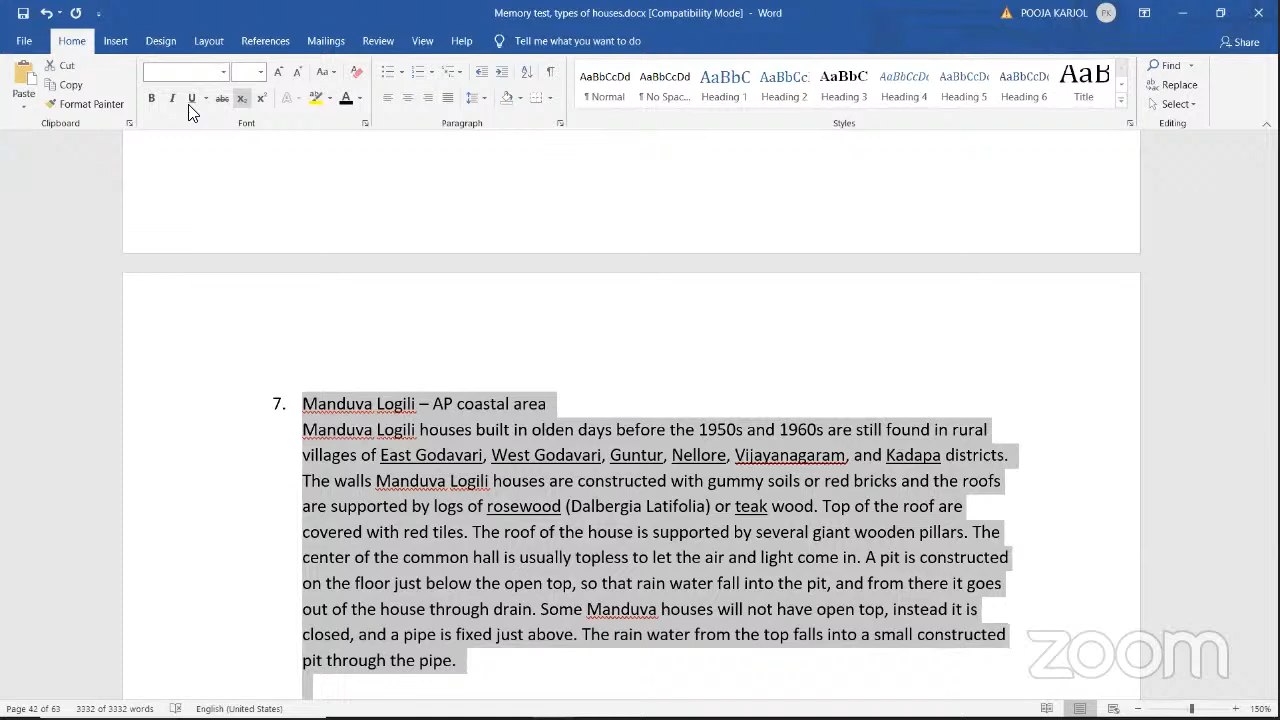 Memory test, types of houses.docx [Compatibility Mode] - Word
POOJA KARJOL
PK
File Home Insert Design Layout References Mailings Review View Help Tell me what you want to do
Share
Paste
Cut
Copy
Format Painter
Clipboard
Font
Paragraph
AaBbCcDd AaBbCcDd AaBbC AaBbCc. AaBbC AaBbCcDc AaBbCcD AaBbCcD AaB
¶ Normal ¶ No Spac... Heading 1 Heading 2 Heading 3 Heading 4 Heading 5 Heading 6 Title
Styles
Find
Replace
Select
Editing
7. Manduva Logili – AP coastal area
Manduva Logili houses built in olden days before the 1950s and 1960s are still found in rural
villages of East Godavari, West Godavari, Guntur, Nellore, Vijayanagaram, and Kadapa districts.
The walls Manduva Logili houses are constructed with gummy soils or red bricks and the roofs
are supported by logs of rosewood (Dalbergia Latifolia) or teak wood. Top of the roof are
covered with red tiles. The roof of the house is supported by several giant wooden pillars. The
center of the common hall is usually topless to let the air and light come in. A pit is constructed
on the floor just below the open top, so that rain water fall into the pit, and from there it goes
out of the house through drain. Some Manduva houses will not have open top, instead it is
closed, and a pipe is fixed just above. The rain water from the top falls into a small constructed
pit through the pipe.
zoom
Page 42 of 63 3332 of 3332 words English (United States) 150%